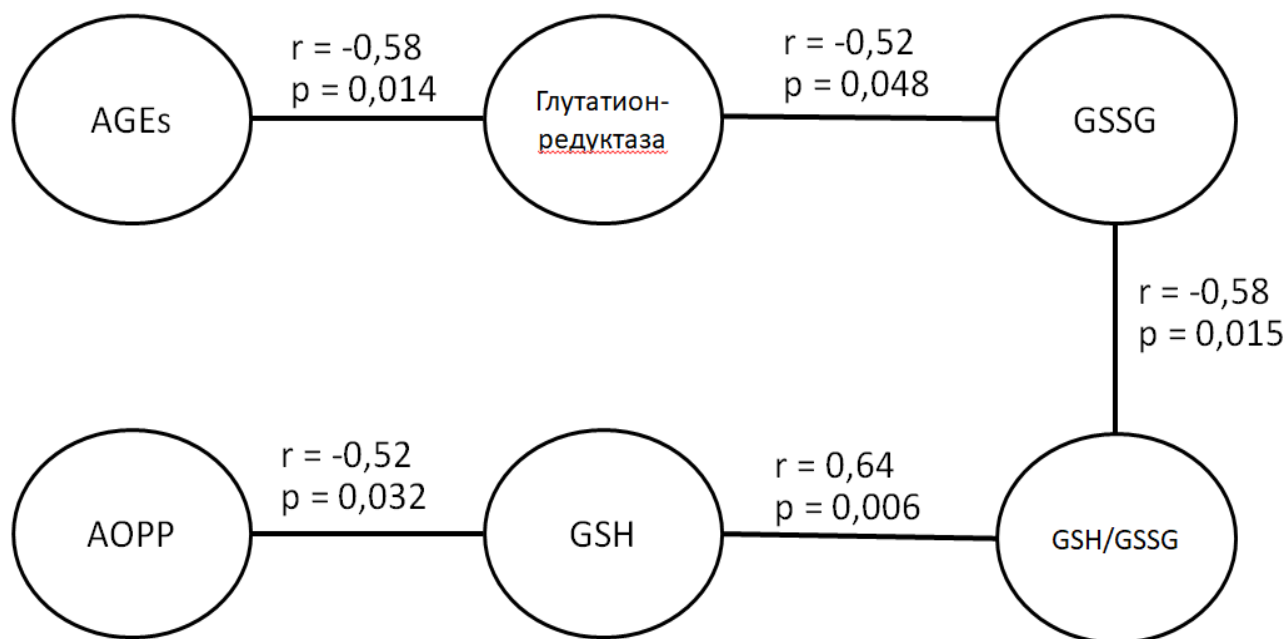 r = -0,58
p = 0,014
r = -0,52
p = 0,048
AGEs
Глутатион-
редуктаза
GSSG
r = -0,58
p = 0,015
r = -0,52
p = 0,032
r = 0,64
p = 0,006
AOPP
GSH
GSH/GSSG